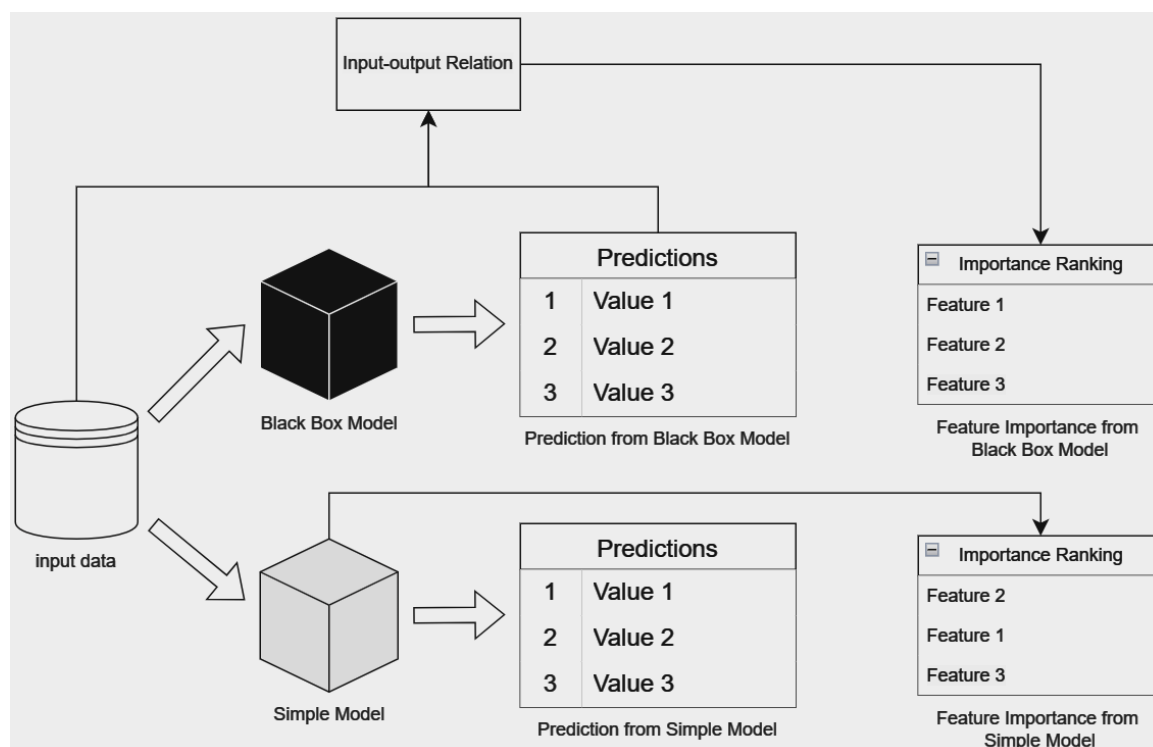 Input-output Relation
Predictions
1 Value 1
2 Value 2
3 Value 3
Prediction from Black Box Model
Black Box Model
Importance Ranking
Feature 1
Feature 2
Feature 3
Feature Importance from
Black Box Model
input data
Predictions
1 Value 1
2 Value 2
3 Value 3
Prediction from Simple Model
Simple Model
Importance Ranking
Feature 2
Feature 1
Feature 3
Feature Importance from
Simple Model